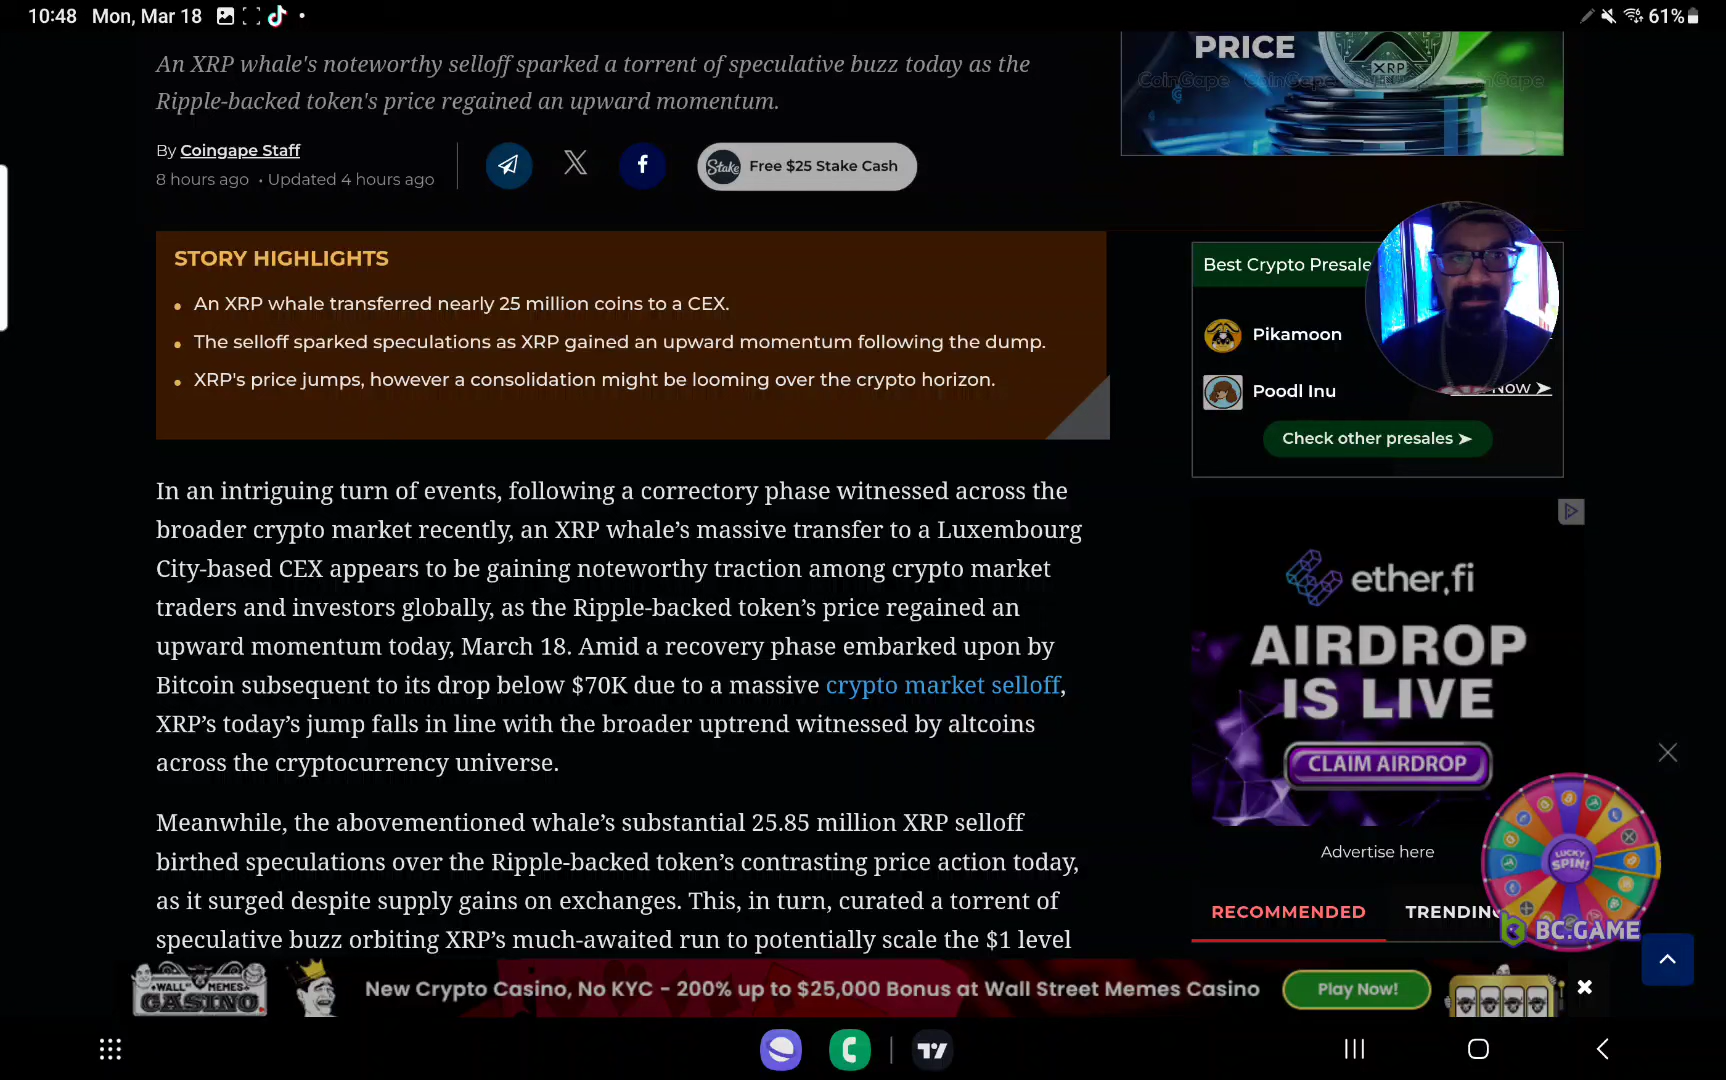 10:48 Mon, Mar 18
61%
An XRP whale's noteworthy selloff sparked a torrent of speculative buzz today as the
Ripple-backed token's price regained an upward momentum.
By Coingape Staff
8 hours ago • Updated 4 hours ago
Stake Free $25 Stake Cash
PRICE
XRP
CoinGape CoinGape CoinGape
STORY HIGHLIGHTS
• An XRP whale transferred nearly 25 million coins to a CEX.
• The selloff sparked speculations as XRP gained an upward momentum following the dump.
• XRP's price jumps, however a consolidation might be looming over the crypto horizon.
Best Crypto Presale
Pikamoon
Poodl Inu
Now ➤
Check other presales ➤
In an intriguing turn of events, following a correctory phase witnessed across the
broader crypto market recently, an XRP whale’s massive transfer to a Luxembourg
City-based CEX appears to be gaining noteworthy traction among crypto market
traders and investors globally, as the Ripple-backed token’s price regained an
upward momentum today, March 18. Amid a recovery phase embarked upon by
Bitcoin subsequent to its drop below $70K due to a massive crypto market selloff,
XRP’s today’s jump falls in line with the broader uptrend witnessed by altcoins
across the cryptocurrency universe.
Meanwhile, the abovementioned whale’s substantial 25.85 million XRP selloff
birthed speculations over the Ripple-backed token’s contrasting price action today,
as it surged despite supply gains on exchanges. This, in turn, curated a torrent of
speculative buzz orbiting XRP’s much-awaited run to potentially scale the $1 level
ether.fi
AIRDROP
IS LIVE
CLAIM AIRDROP
Advertise here
RECOMMENDED
TRENDING
LUCKY
SPIN!
BC.GAME
WALL ST MEMES
CASINO
New Crypto Casino, No KYC - 200% up to $25,000 Bonus at Wall Street Memes Casino
Play Now!